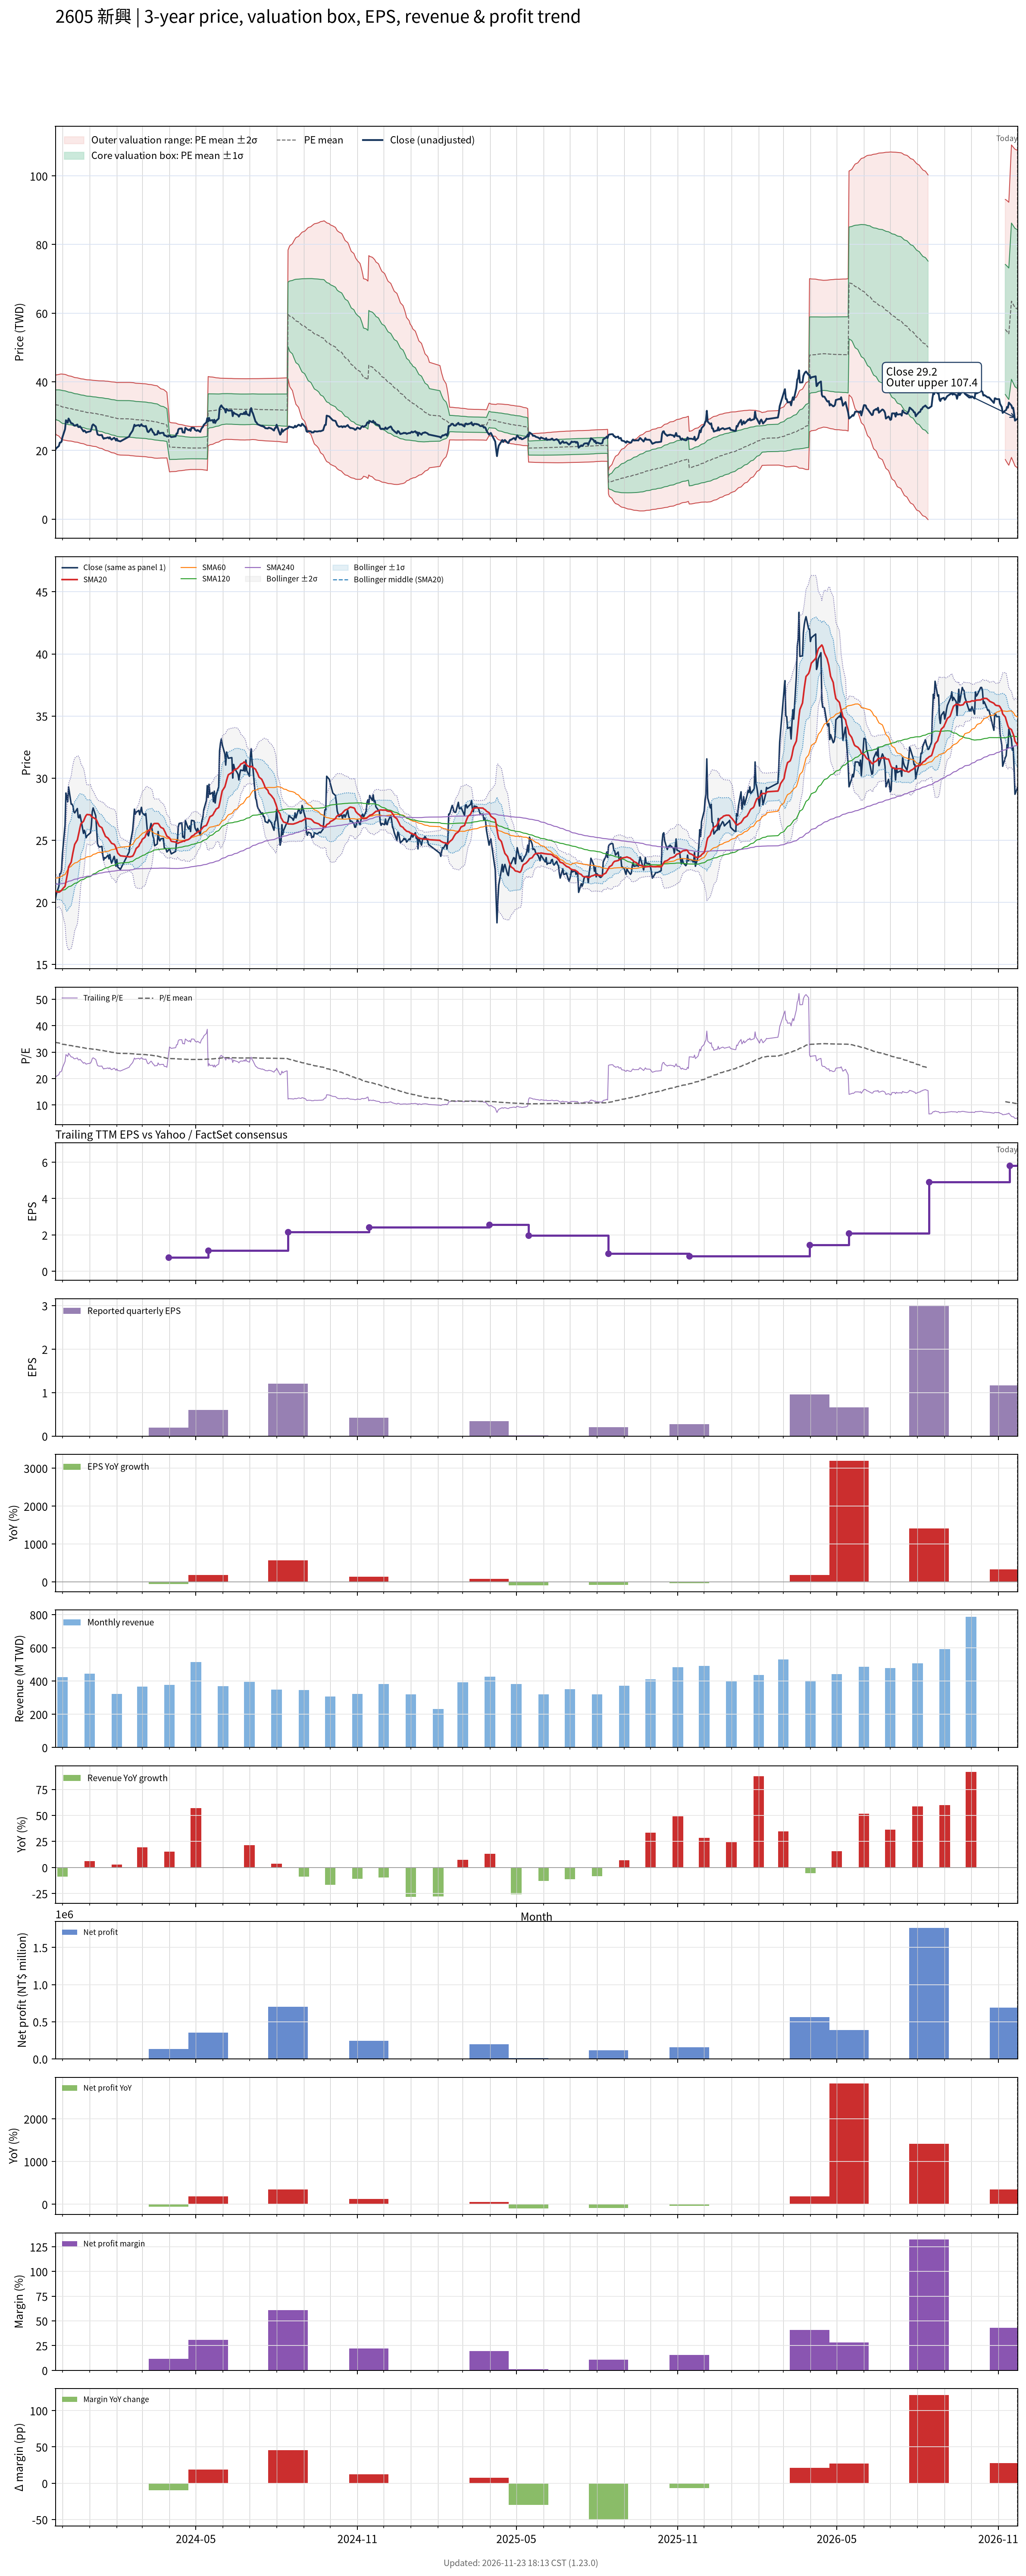 2605 新興 | 3-year price, valuation box, EPS, revenue & profit trend
Outer valuation range: PE mean ±2σ
Core valuation box: PE mean ±1σ
PE mean
Close (unadjusted)
Today
100
80
60
40
20
0
Price (TWD)
Close 29.2
Outer upper 107.4
Close (same as panel 1)
SMA20
SMA60
SMA120
SMA240
Bollinger ±2σ
Bollinger ±1σ
Bollinger middle (SMA20)
45
40
35
30
25
20
15
Price
Trailing P/E
P/E mean
50
40
30
20
10
P/E
Trailing TTM EPS vs Yahoo / FactSet consensus
Today
6
4
2
0
EPS
Reported quarterly EPS
3
2
1
0
EPS
EPS YoY growth
3000
2000
1000
0
YoY (%)
Monthly revenue
800
600
400
200
0
Revenue (M TWD)
Revenue YoY growth
75
50
25
0
-25
YoY (%)
Month
1e6
Net profit
1.5
1.0
0.5
0.0
Net profit (NT$ million)
Net profit YoY
2000
1000
0
YoY (%)
Net profit margin
125
100
75
50
25
0
Margin (%)
Margin YoY change
100
50
0
-50
Δ margin (pp)
2024-05
2024-11
2025-05
2025-11
2026-05
2026-11
Updated: 2026-11-23 18:13 CST (1.23.0)